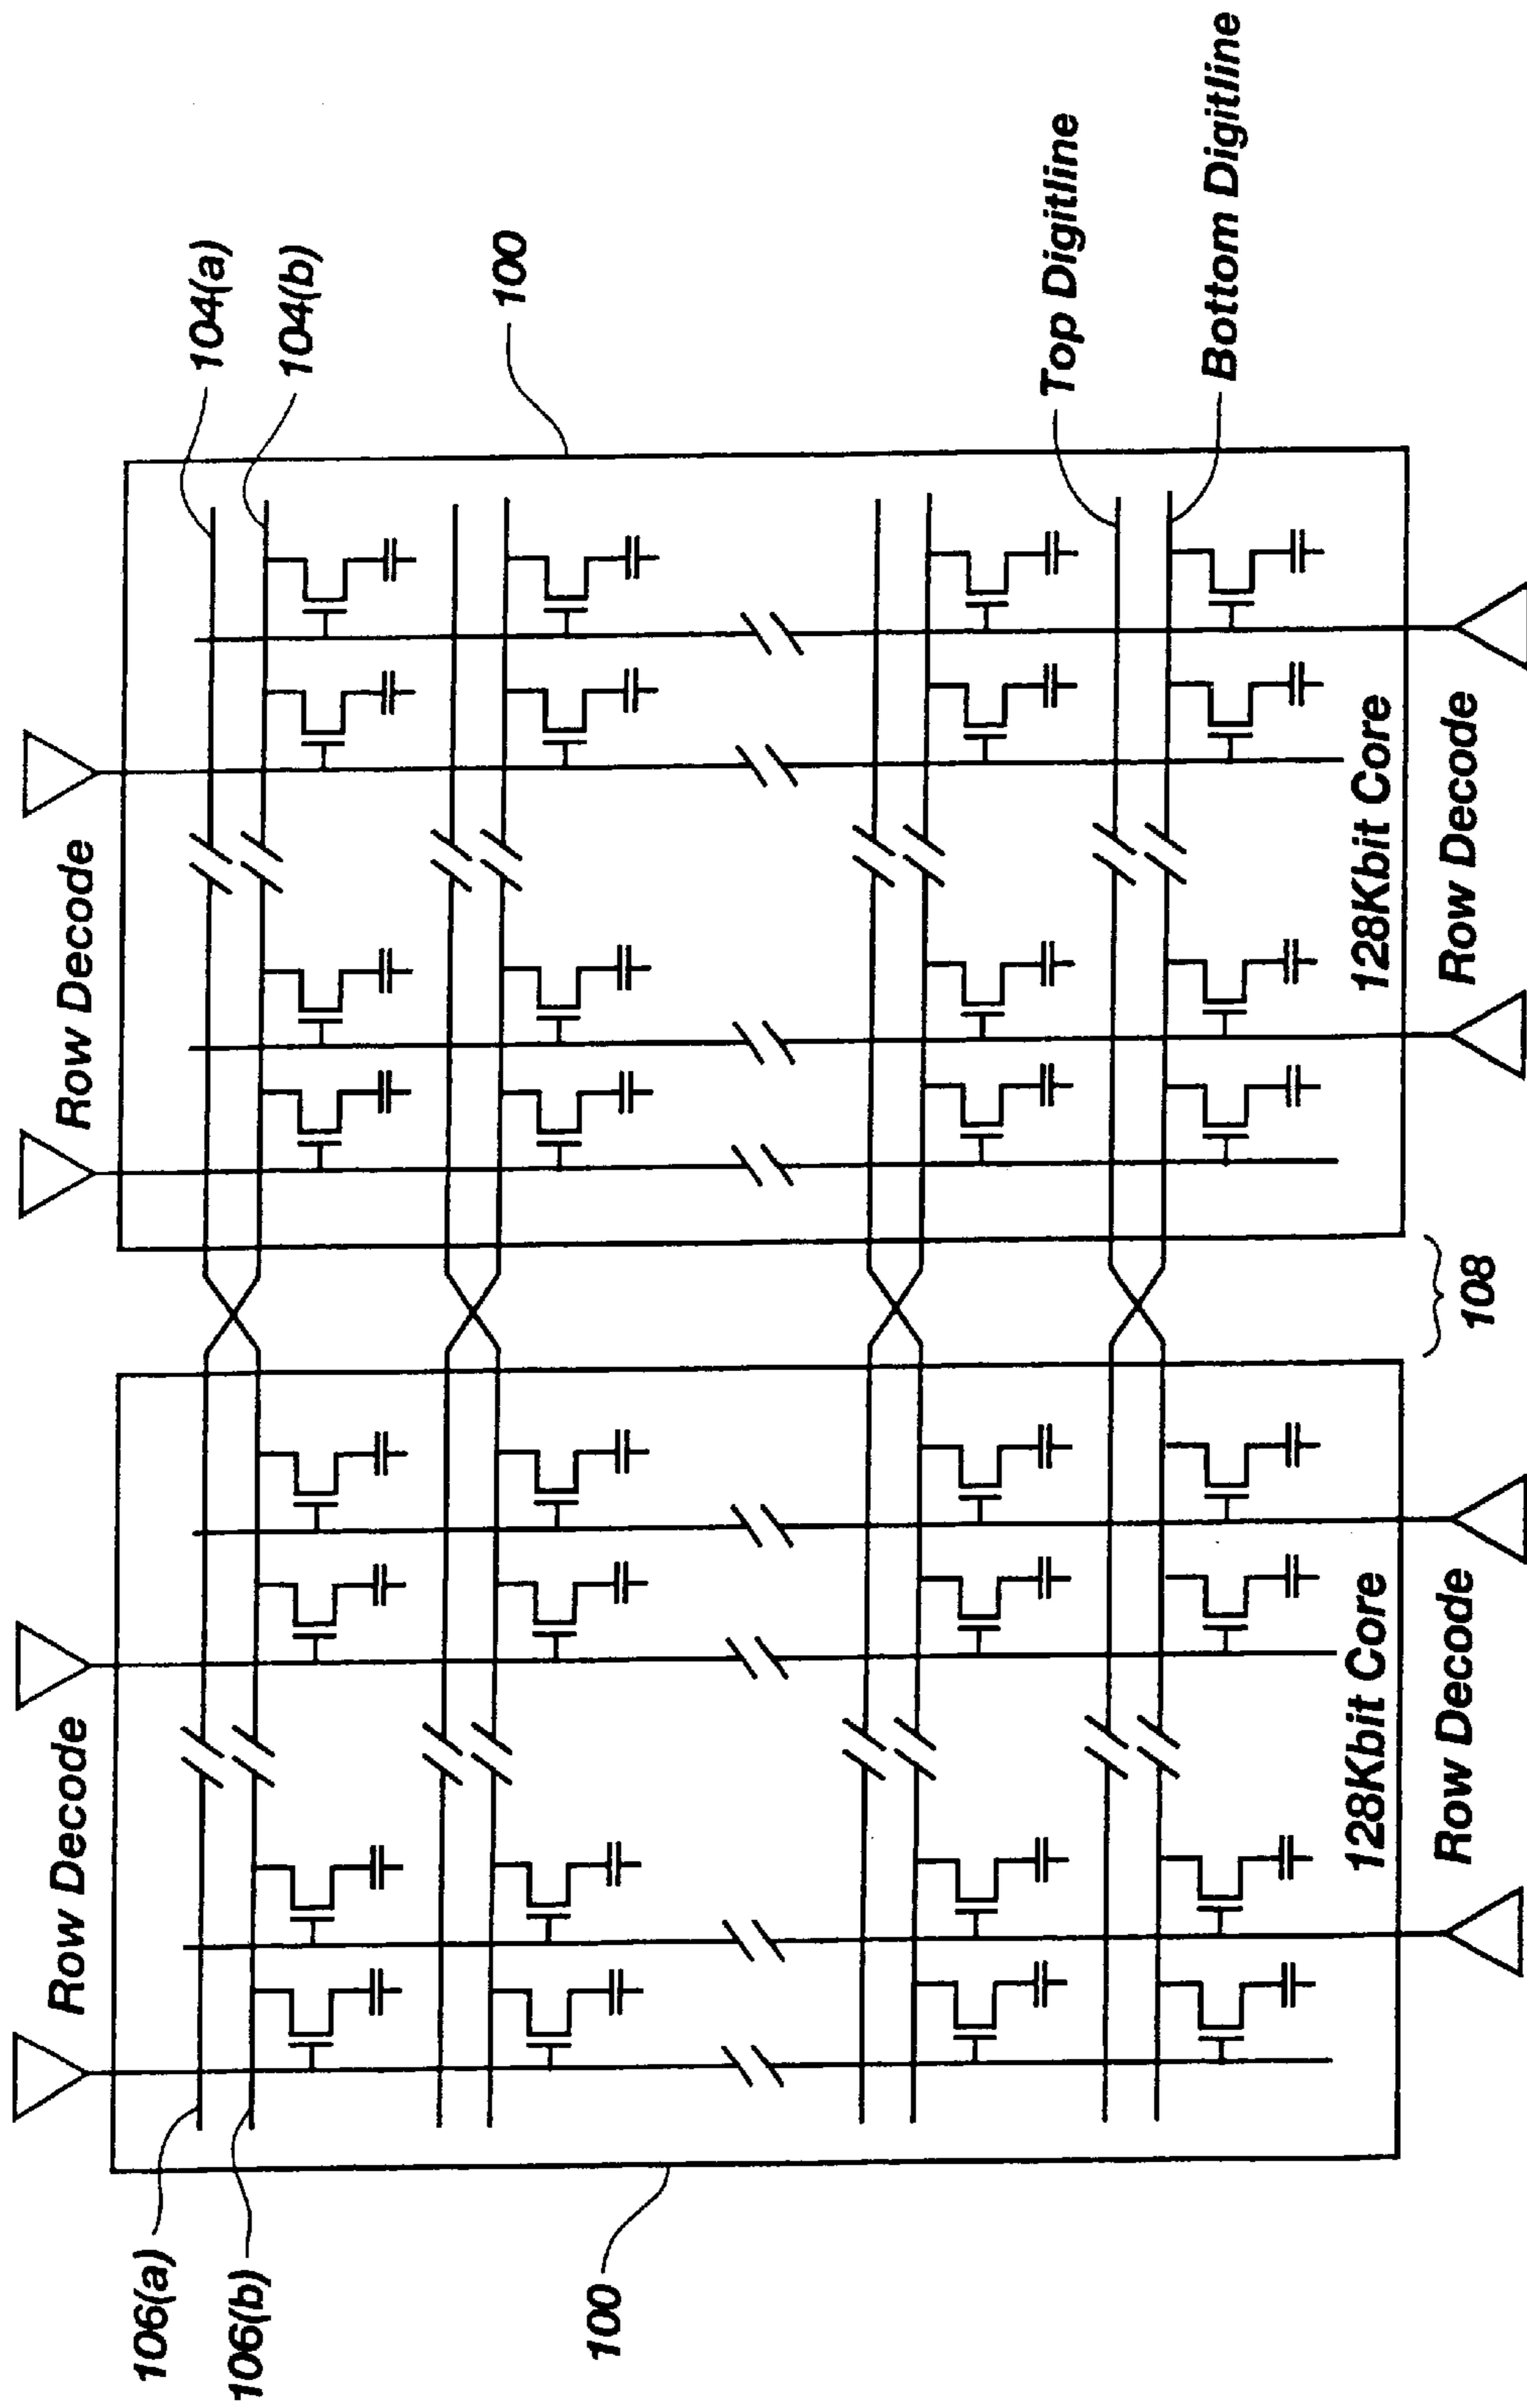 Row Decode
Row Decode
104(a)
104(b)
100
Top Digitline
Bottom Digitline
106(a)
106(b)
100
128Kbit Core
128Kbit Core
Row Decode
Row Decode
108